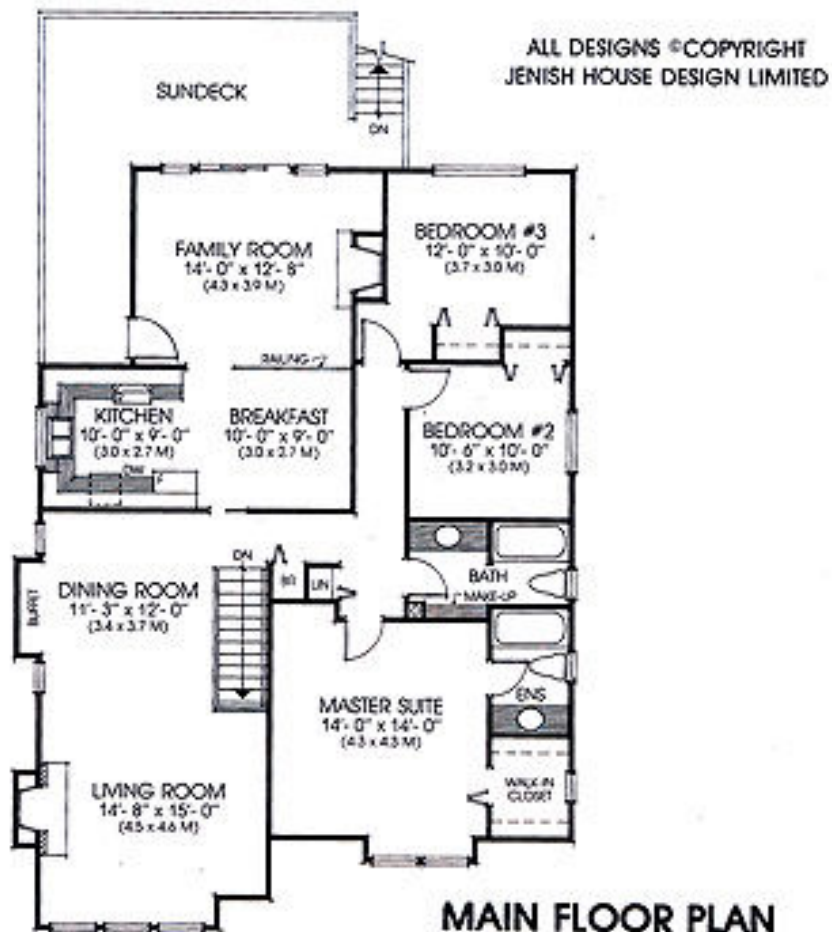 ALL DESIGNS ©COPYRIGHT
JENISH HOUSE DESIGN LIMITED
SUNDECK
DN
FAMILY ROOM
14'- 0" x 12'- 8"
(4.3 x 3.9 M)
BEDROOM #3
12'- 0" x 10'- 0"
(3.7 x 3.0 M)
RAILING
KITCHEN
10'- 0" x 9'- 0"
(3.0 x 2.7 M)
DW
F
BREAKFAST
10'- 0" x 9'- 0"
(3.0 x 2.7 M)
BEDROOM #2
10'- 6" x 10'- 0"
(3.2 x 3.0 M)
DN
LIN
BATH
MAKE-UP
BUFFET
DINING ROOM
11'- 3" x 12'- 0"
(3.4 x 3.7 M)
MASTER SUITE
14'- 0" x 14'- 0"
(4.3 x 4.3 M)
ENS
WALK-IN
CLOSET
LIVING ROOM
14'- 8" x 15'- 0"
(4.5 x 4.6 M)
MAIN FLOOR PLAN